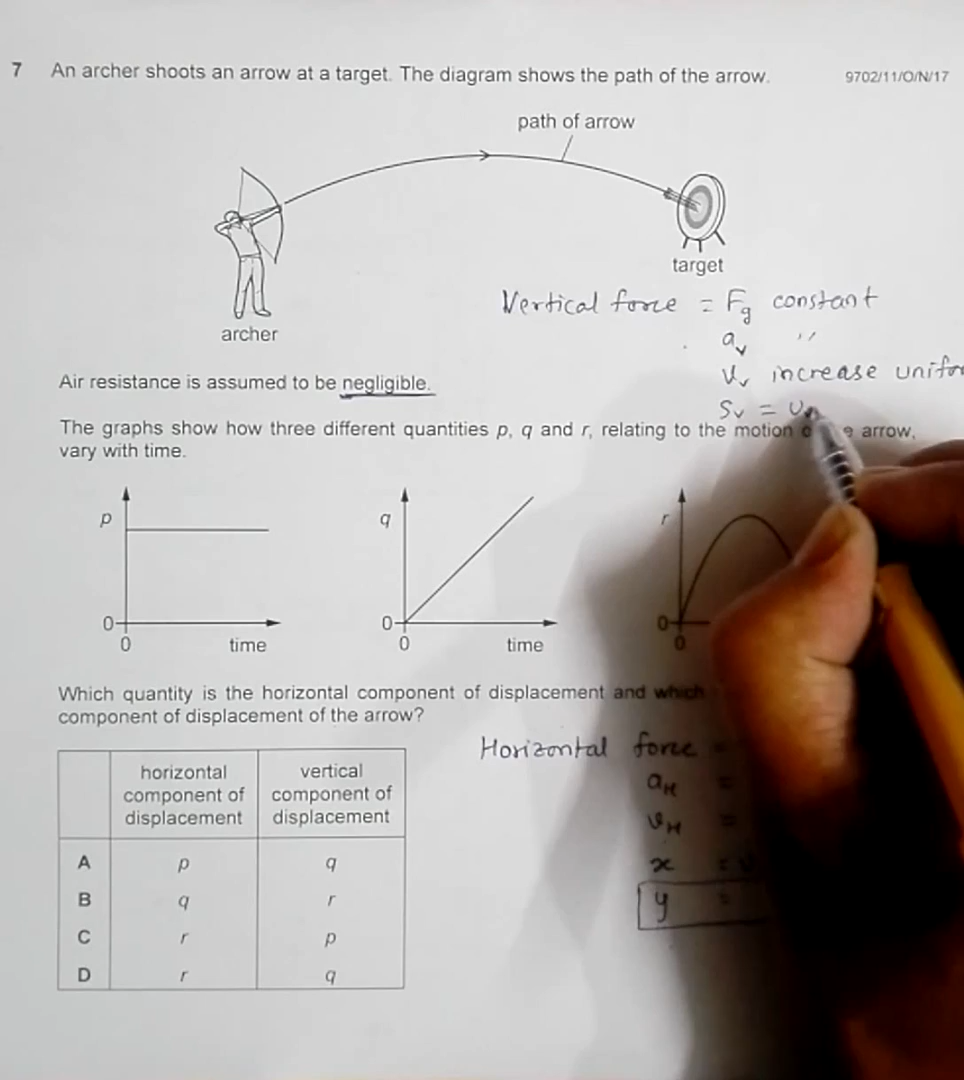 7 An archer shoots an arrow at a target. The diagram shows the path of the arrow. 9702/11/O/N/17
path of arrow
target
archer
Vertical force = Fg constant
av "
Vv increase
Air resistance is assumed to be negligible.
Sv =
The graphs show how three different quantities p, q and r, relating to the motion arrow,
vary with time.
p
0
0
time
q
0
0
time
r
0
0
Which quantity is the horizontal component of displacement and which
component of displacement of the arrow?
horizontal component of displacement
vertical component of displacement
A p q
B q r
C r p
D r q
Horizontal force =
aH =
vH =
x =
y =